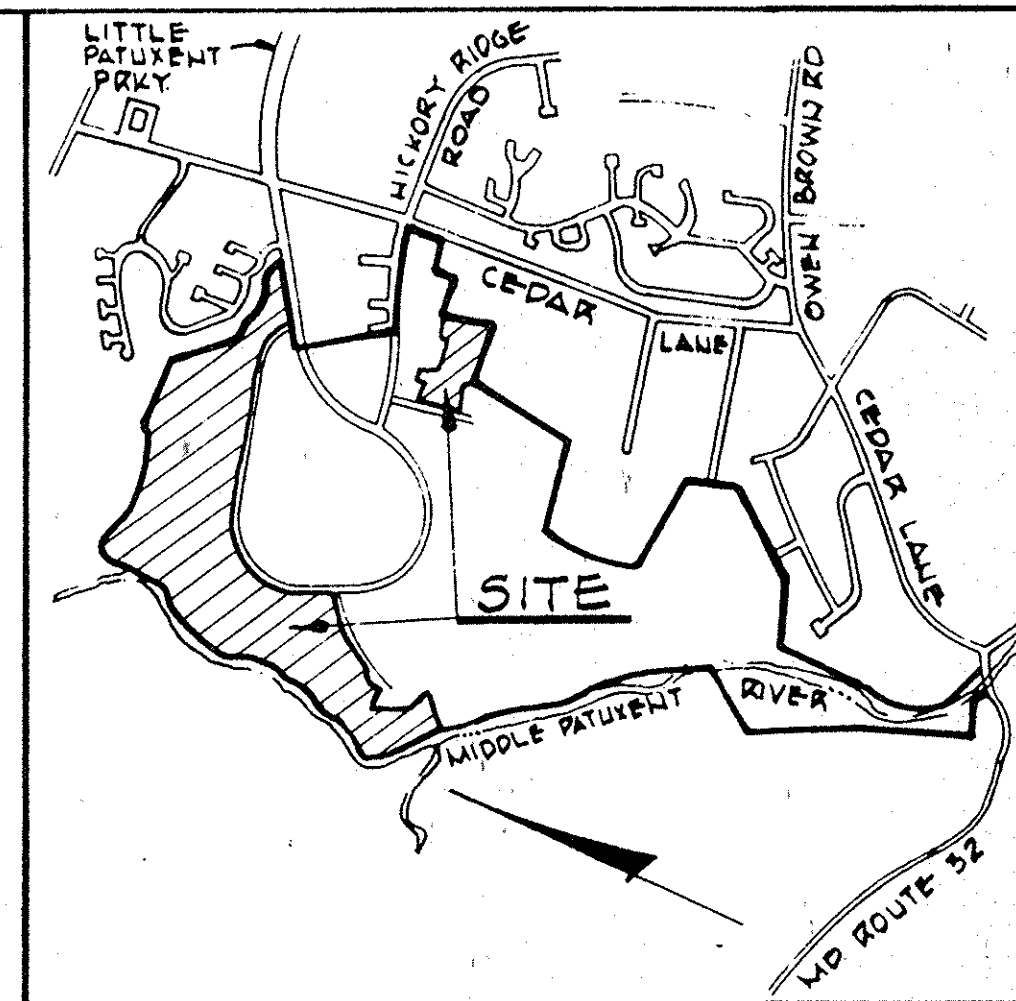 LITTLE
PATUXENT
PRKY.
HICKORY RIDGE
ROAD
OWEN BROWN RD
CEDAR
LANE
CEDAR LANE
SITE
MIDDLE PATUXENT
RIVER
MD ROUTE 32